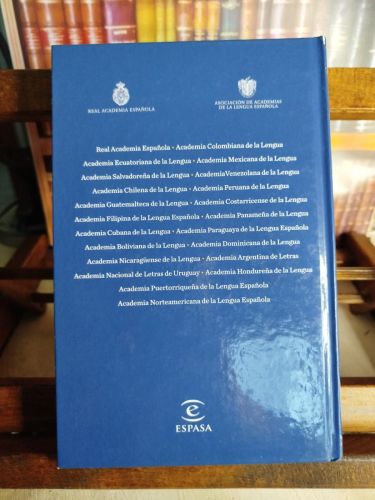 REAL ACADEMIA ESPAÑOLA
ASOCIACIÓN DE ACADEMIAS
DE LA LENGUA ESPAÑOLA
Real Academia Española • Academia Colombiana de la Lengua
Academia Ecuatoriana de la Lengua • Academia Mexicana de la Lengua
Academia Salvadoreña de la Lengua • Academia Venezolana de la Lengua
Academia Chilena de la Lengua • Academia Peruana de la Lengua
Academia Guatemalteca de la Lengua • Academia Costarricense de la Lengua
Academia Filipina de la Lengua Española • Academia Panameña de la Lengua
Academia Cubana de la Lengua • Academia Paraguaya de la Lengua Española
Academia Boliviana de la Lengua • Academia Dominicana de la Lengua
Academia Nicaragüense de la Lengua • Academia Argentina de Letras
Academia Nacional de Letras de Uruguay • Academia Hondureña de la Lengua
Academia Puertorriqueña de la Lengua Española
Academia Norteamericana de la Lengua Española
ESPASA